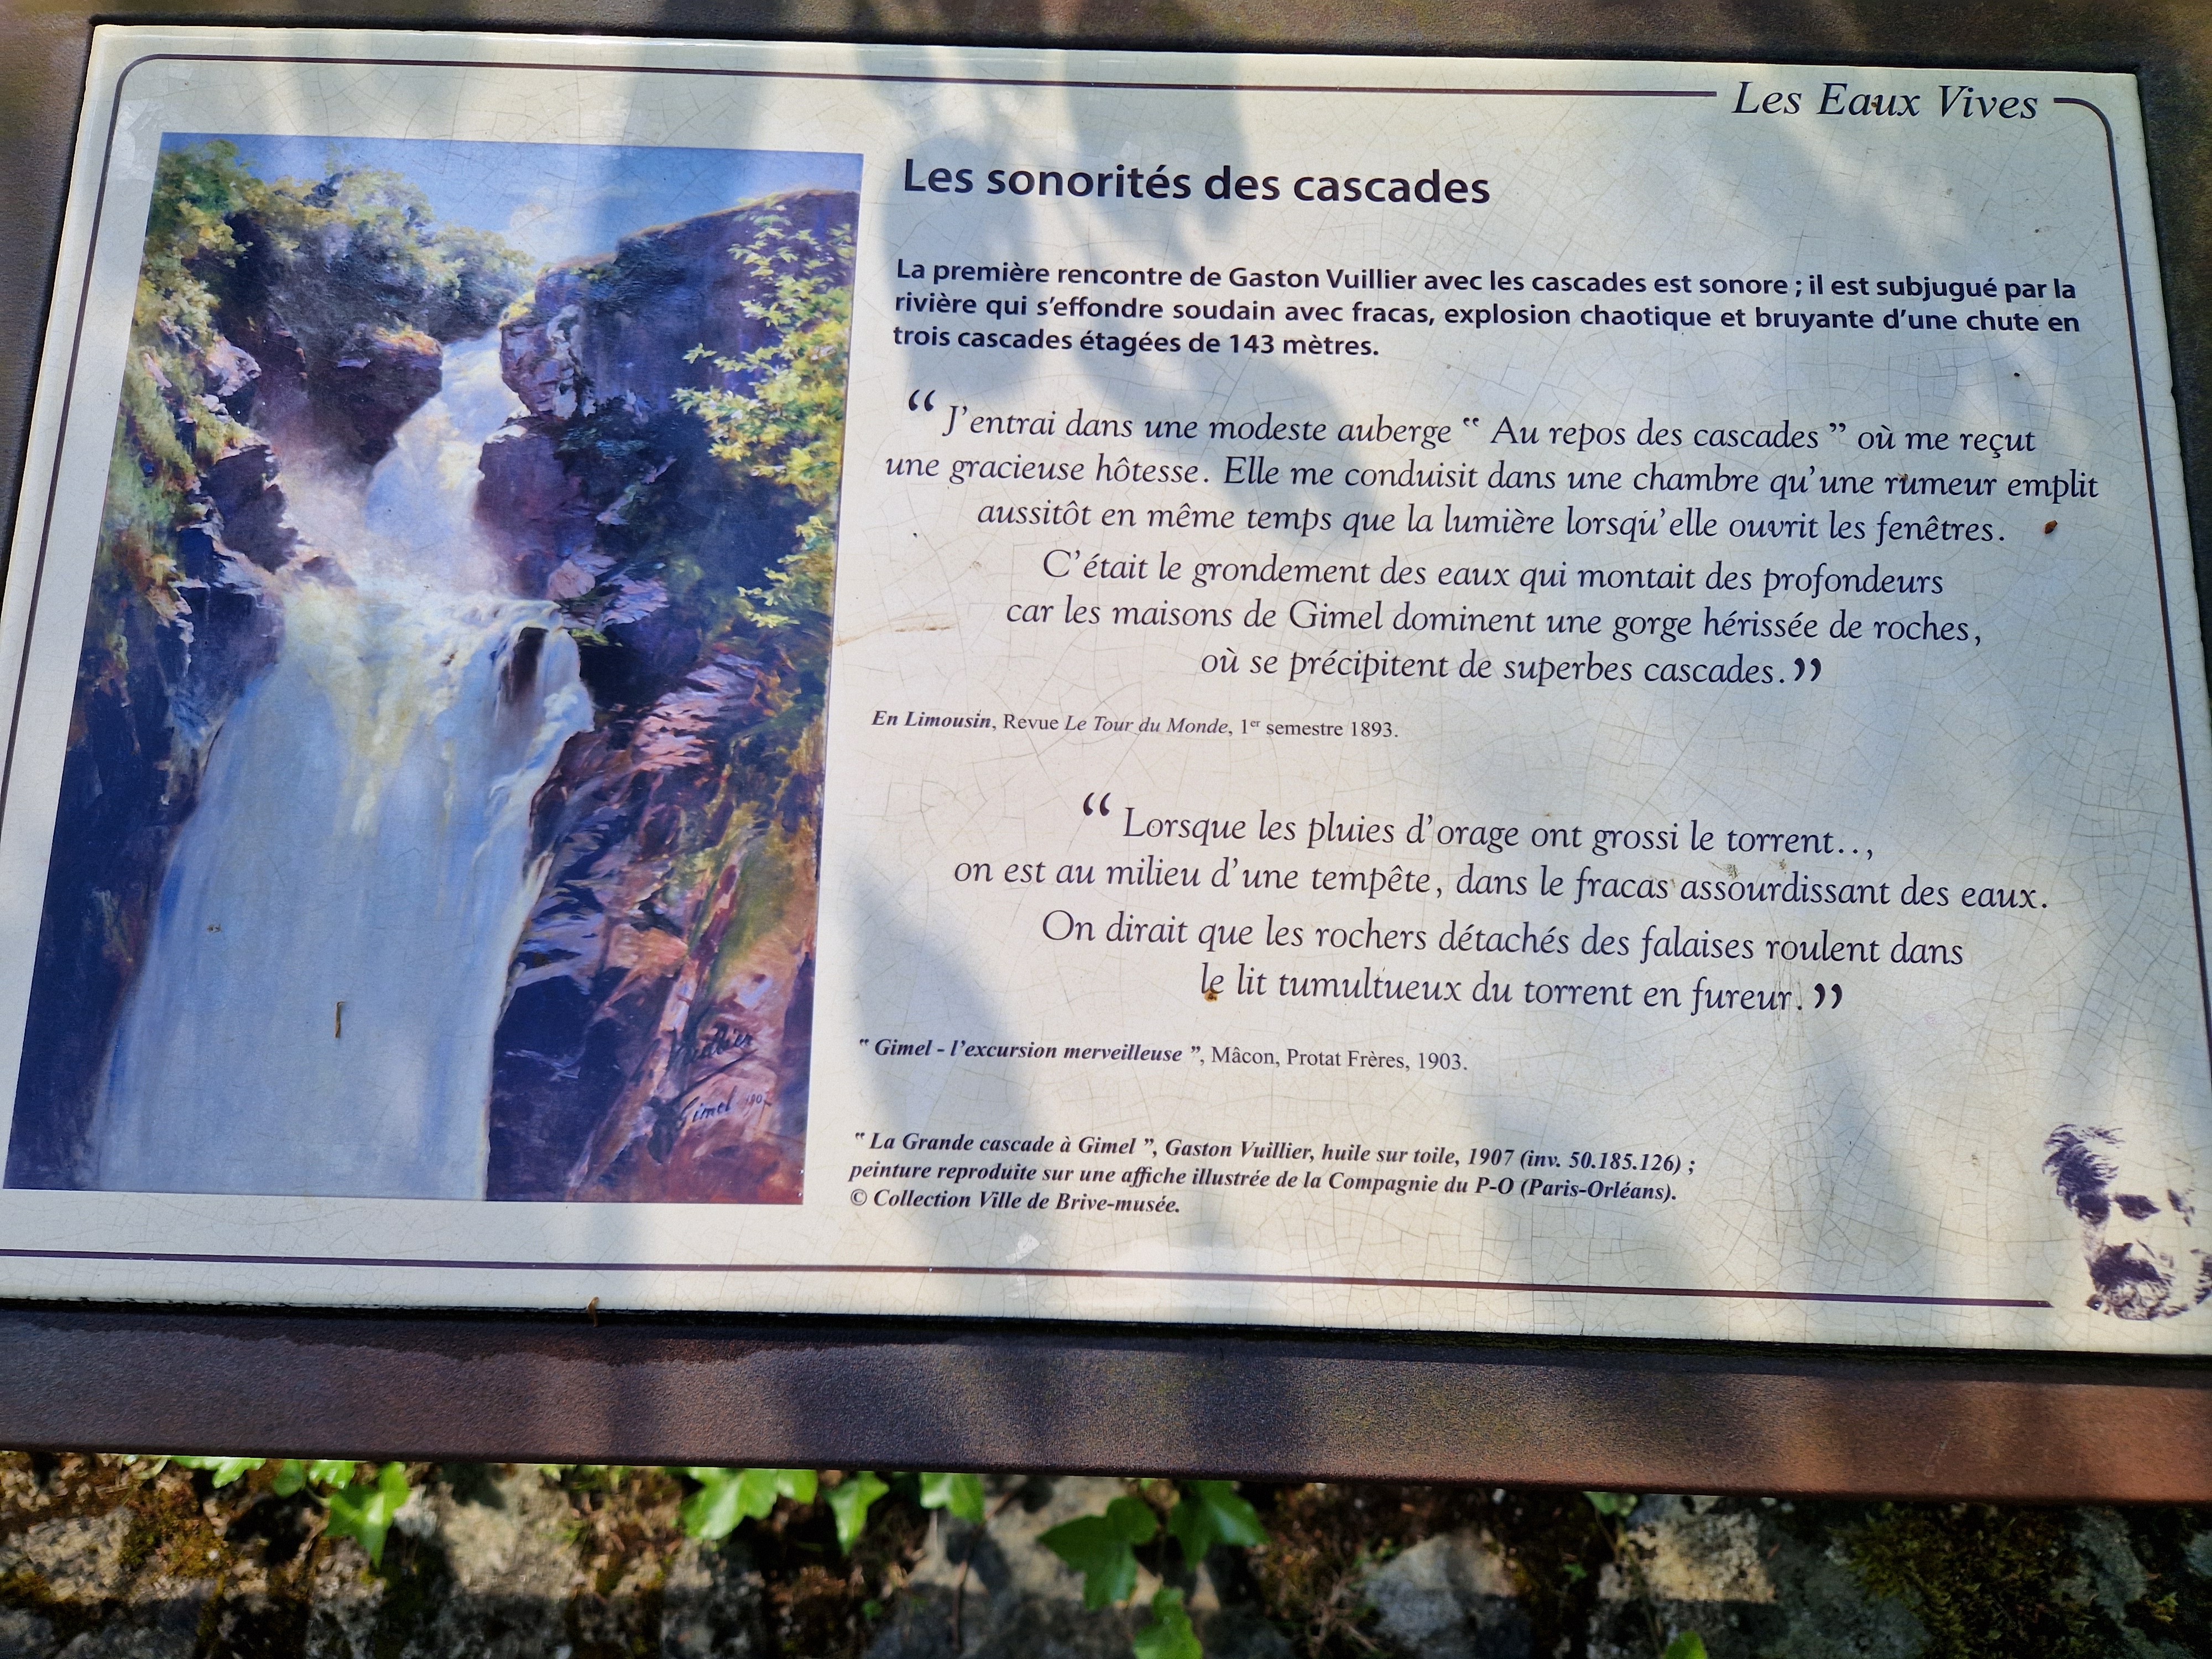 Les Eaux Vives
Les sonorités des cascades
La première rencontre de Gaston Vuillier avec les cascades est sonore ; il est subjugué par la
rivière qui s’effondre soudain avec fracas, explosion chaotique et bruyante d’une chute en
trois cascades étagées de 143 mètres.
“ J’entrai dans une modeste auberge “ Au repos des cascades ” où me reçut
une gracieuse hôtesse. Elle me conduisit dans une chambre qu’une rumeur emplit
aussitôt en même temps que la lumière lorsqu’elle ouvrit les fenêtres.
C’était le grondement des eaux qui montait des profondeurs
car les maisons de Gimel dominent une gorge hérissée de roches,
où se précipitent de superbes cascades.”
En Limousin, Revue Le Tour du Monde, 1er semestre 1893.
“ Lorsque les pluies d’orage ont grossi le torrent..,
on est au milieu d’une tempête, dans le fracas assourdissant des eaux.
On dirait que les rochers détachés des falaises roulent dans
le lit tumultueux du torrent en fureur.”
“ Gimel - l’excursion merveilleuse ”, Mâcon, Protat Frères, 1903.
“ La Grande cascade à Gimel ”, Gaston Vuillier, huile sur toile, 1907 (inv. 50.185.126) ;
peinture reproduite sur une affiche illustrée de la Compagnie du P-O (Paris-Orléans).
© Collection Ville de Brive-musée.
Vuillier
Gimel